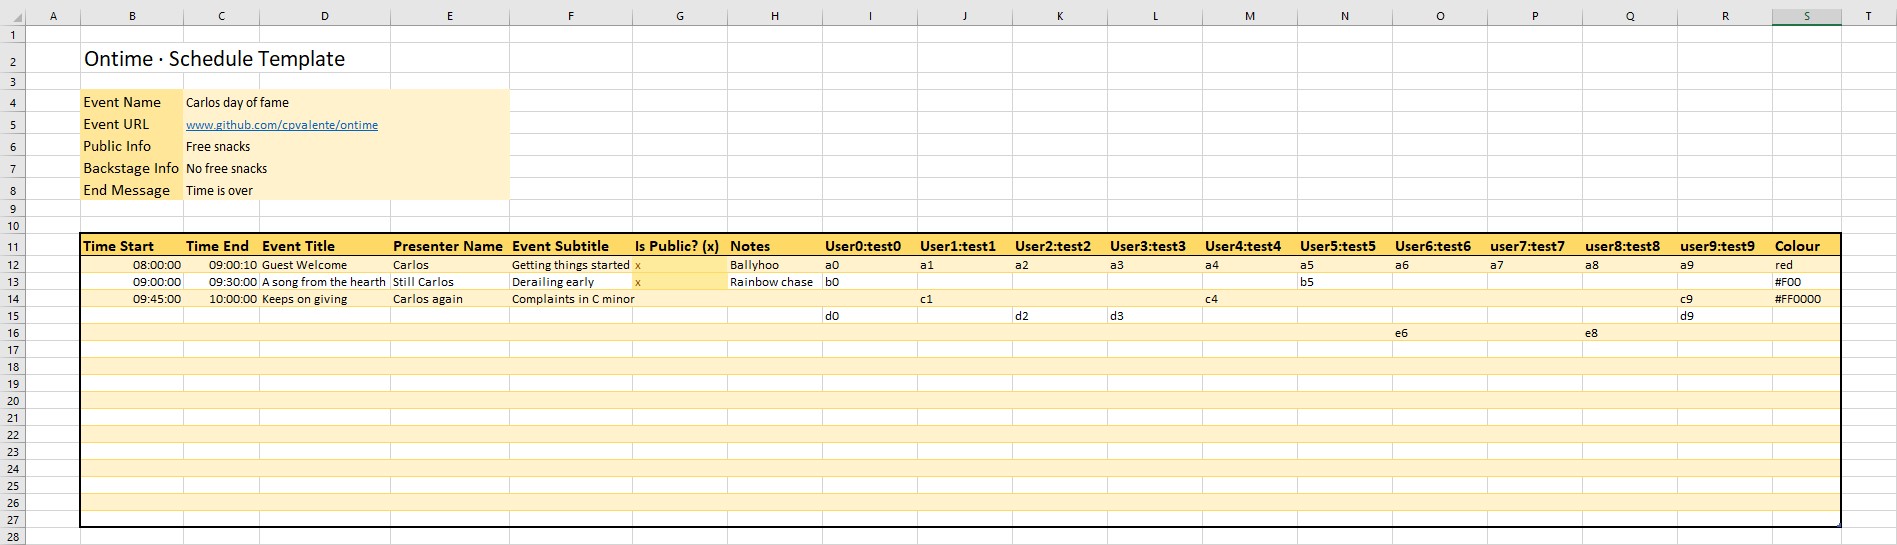 A B C D E F G H I J K L M N O P Q R S T
1
2 Ontime · Schedule Template
3
4 Event Name Carlos day of fame
5 Event URL www.github.com/cpvalente/ontime
6 Public Info Free snacks
7 Backstage Info No free snacks
8 End Message Time is over
9
10
11 Time Start Time End Event Title Presenter Name Event Subtitle Is Public? (x) Notes User0:test0 User1:test1 User2:test2 User3:test3 User4:test4 User5:test5 User6:test6 user7:test7 user8:test8 user9:test9 Colour
12 08:00:00 09:00:10 Guest Welcome Carlos Getting things started x Ballyhoo a0 a1 a2 a3 a4 a5 a6 a7 a8 a9 red
13 09:00:00 09:30:00 A song from the hearth Still Carlos Derailing early x Rainbow chase b0 b5 #F00
14 09:45:00 10:00:00 Keeps on giving Carlos again Complaints in C minor c1 c4 c9 #FF0000
15 d0 d2 d3 d9
16 e6 e8
17
18
19
20
21
22
23
24
25
26
27
28